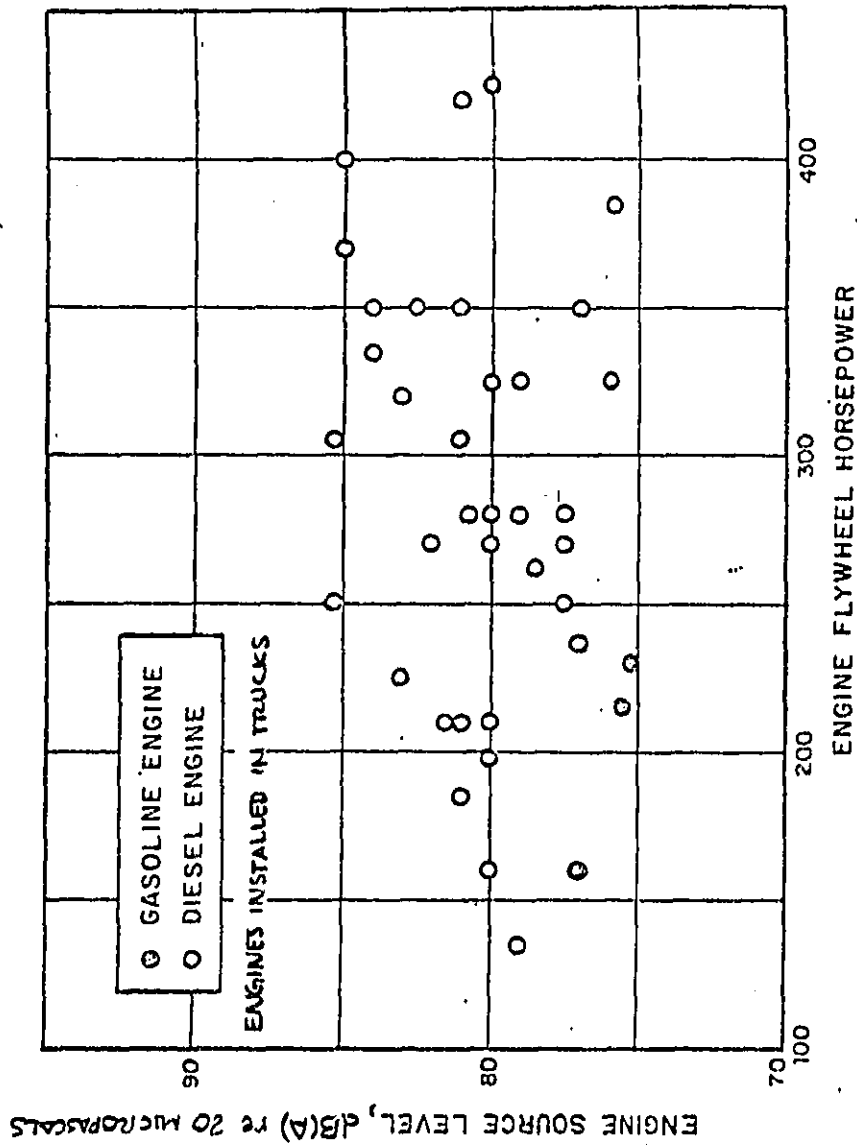 ENGINE SOURCE LEVEL, dB(A) re 20 MICROPASCALS
90
80
70
GASOLINE ENGINE
DIESEL ENGINE
ENGINES INSTALLED IN TRUCKS
100
200
300
400
ENGINE FLYWHEEL HORSEPOWER